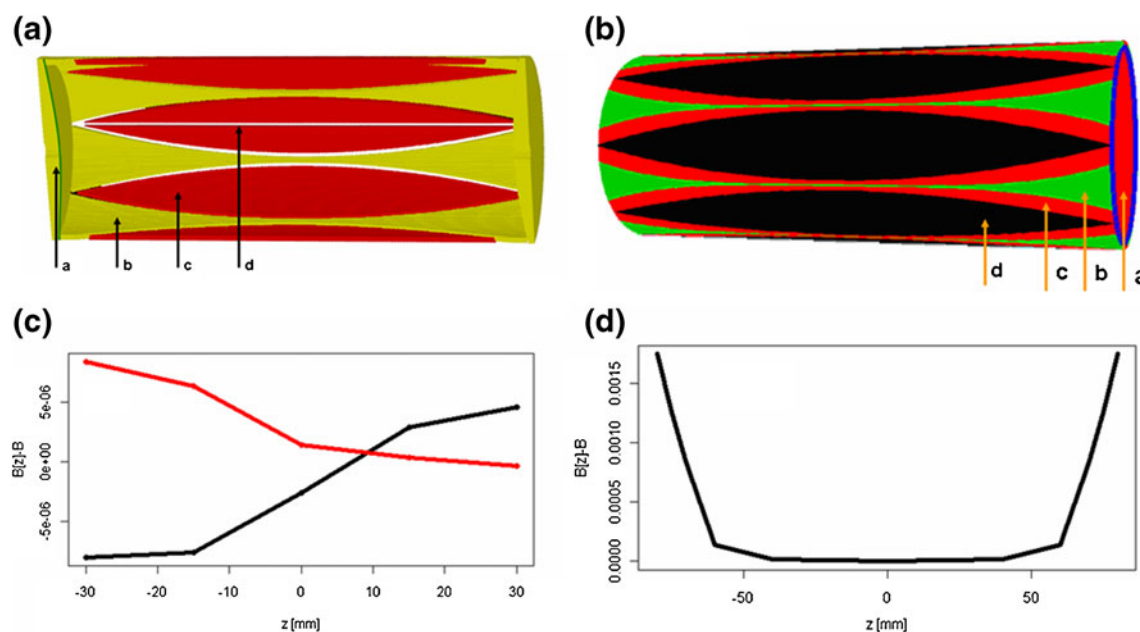 (a)
(b)
a b c d
d c b a
(c)
(d)
B[z]-B
5e-06
0e+00
-5e-06
-30 -20 -10 0 10 20 30
z [mm]
B[z]-B
0.0015
0.0010
0.0005
0.0000
-50 0 50
z [mm]